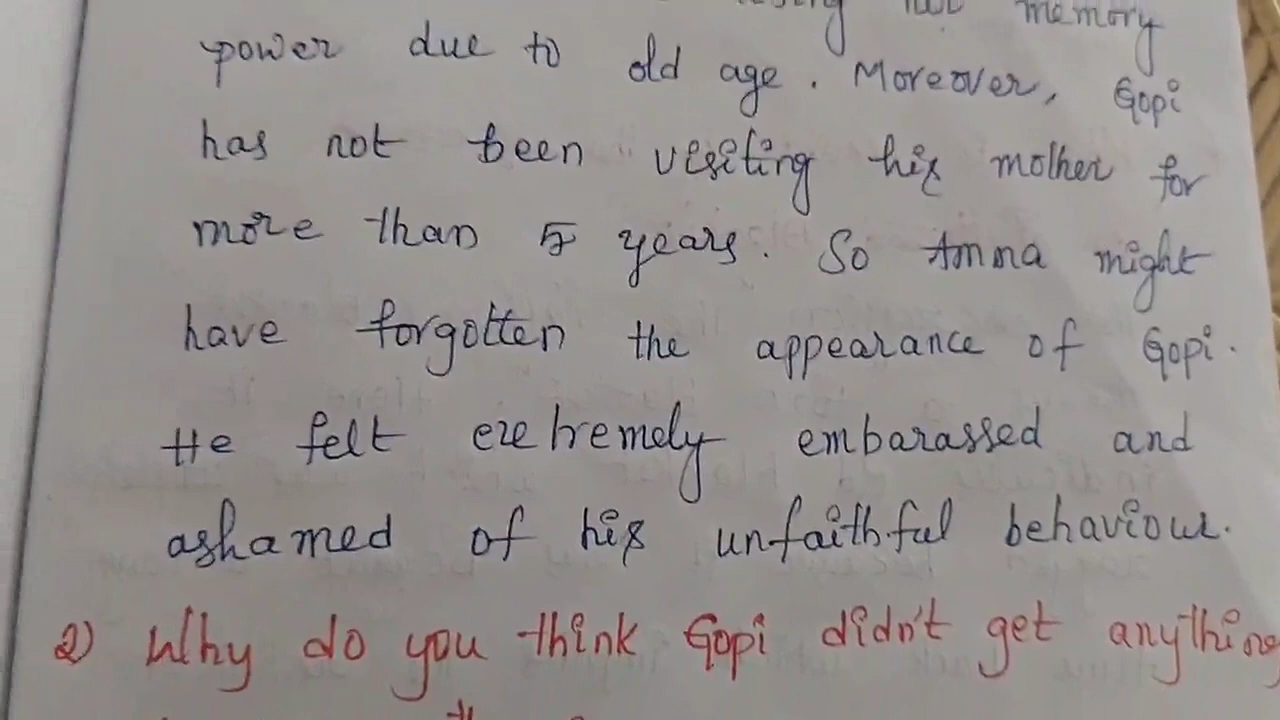 memory
power due to old age. Moreover, Gopi
has not been visiting his mother for
more than 5 years. So Amma might
have forgotten the appearance of Gopi.
He felt extremely embarassed and
ashamed of his unfaithful behaviour.
2) Why do you think Gopi didn't get anything